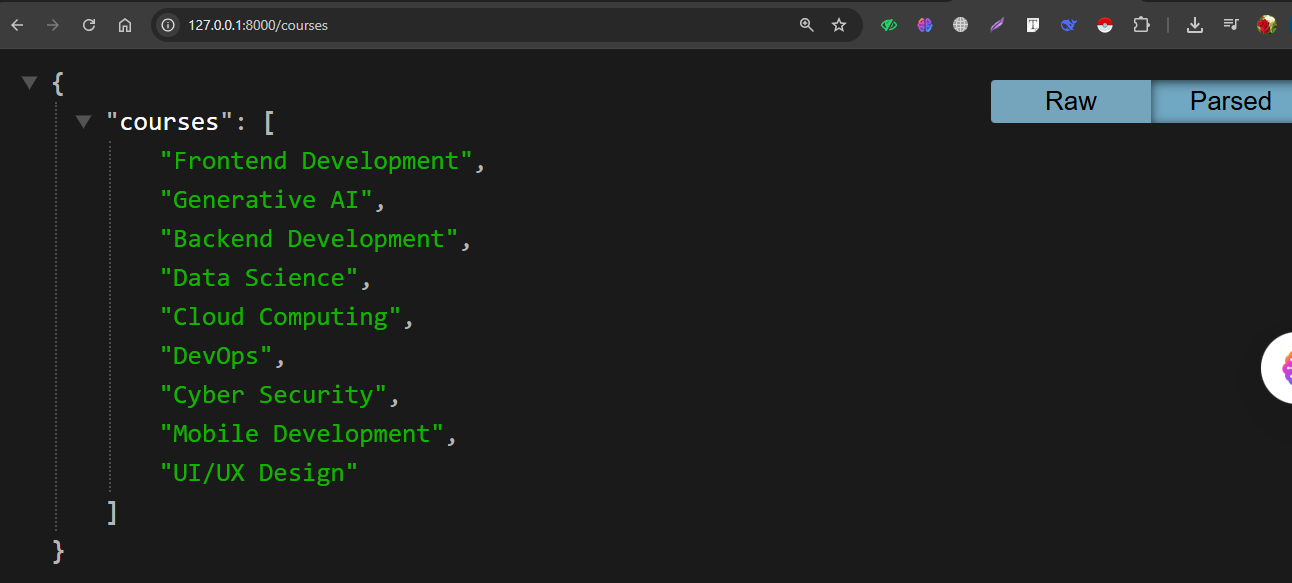 127.0.0.1:8000/courses
Raw Parsed
{
"courses": [
"Frontend Development",
"Generative AI",
"Backend Development",
"Data Science",
"Cloud Computing",
"DevOps",
"Cyber Security",
"Mobile Development",
"UI/UX Design"
]
}